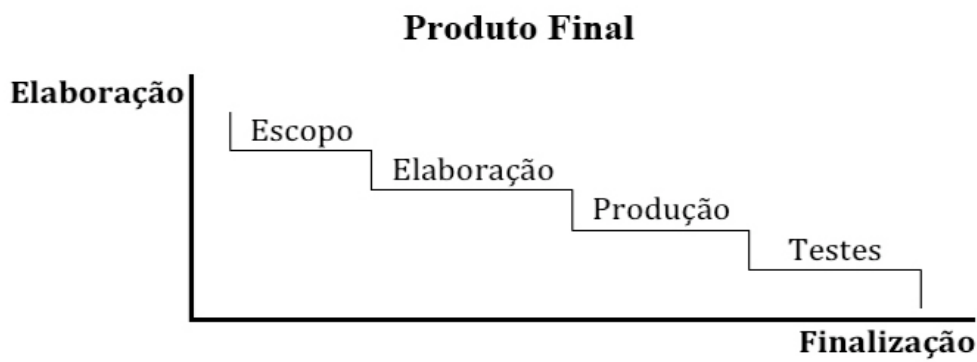 Produto Final
Elaboração
Escopo
Elaboração
Produção
Testes
Finalização